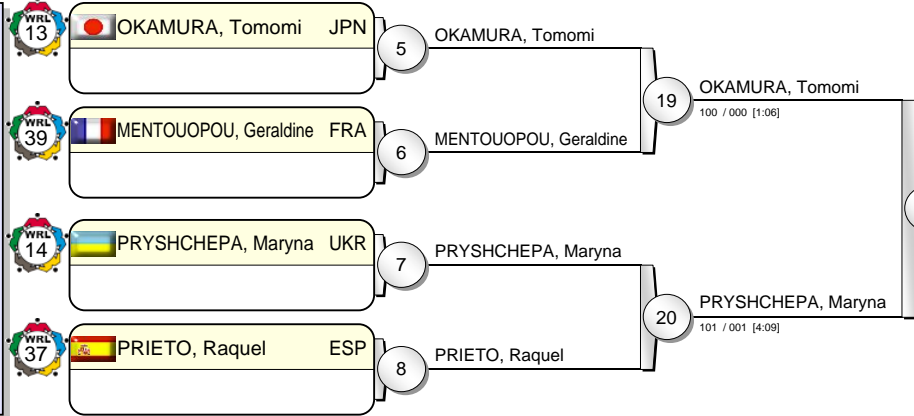 WRL
13
OKAMURA, Tomomi JPN
5
OKAMURA, Tomomi
WRL
39
MENTOUOPOU, Geraldine FRA
6
MENTOUOPOU, Geraldine
19
OKAMURA, Tomomi
100 / 000 [1:06]
WRL
14
PRYSHCHEPA, Maryna UKR
7
PRYSHCHEPA, Maryna
WRL
37
PRIETO, Raquel ESP
8
PRIETO, Raquel
20
PRYSHCHEPA, Maryna
101 / 001 [4:09]